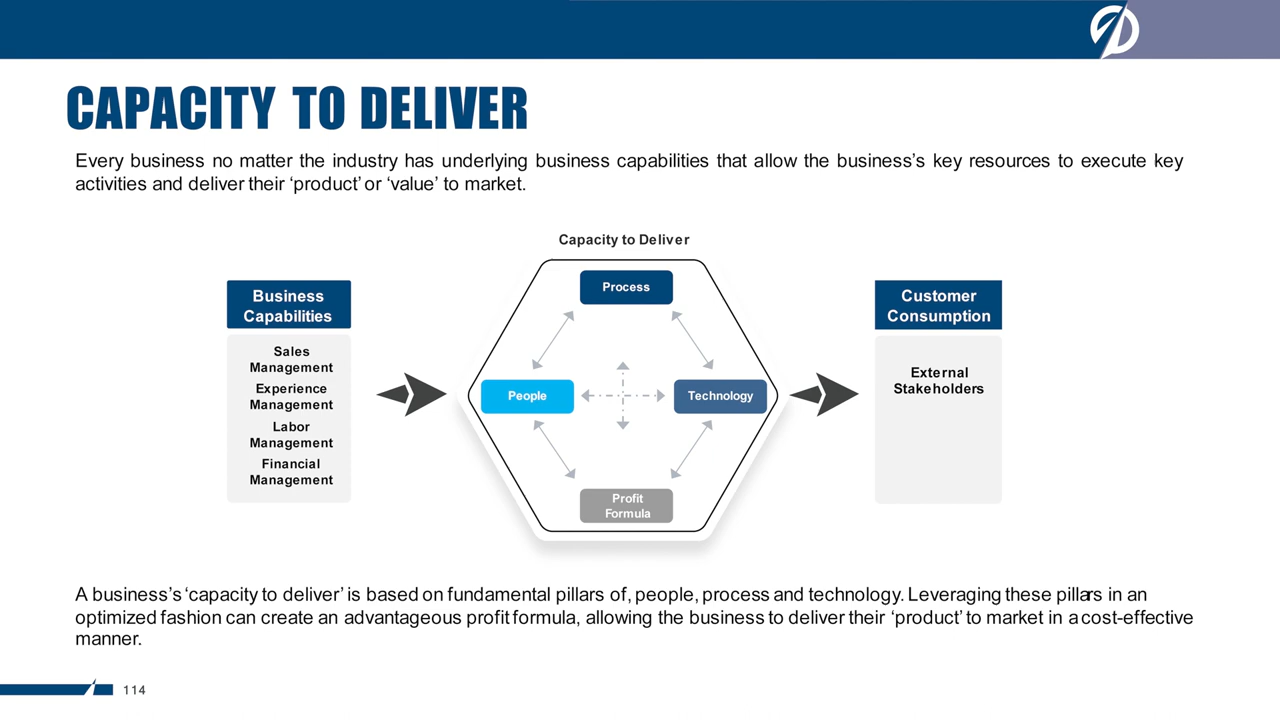 CAPACITY TO DELIVER
Every business no matter the industry has underlying business capabilities that allow the business’s key resources to execute key
activities and deliver their ‘product’ or ‘value’ to market.
Capacity to Deliver
Business
Capabilities
Sales
Management
Experience
Management
Labor
Management
Financial
Management
Process
People
Technology
Profit
Formula
Customer
Consumption
External
Stakeholders
A business’s ‘capacity to deliver’ is based on fundamental pillars of, people, process and technology. Leveraging these pillars in an
optimized fashion can create an advantageous profit formula, allowing the business to deliver their ‘product’ to market in a cost-effective
manner.
114